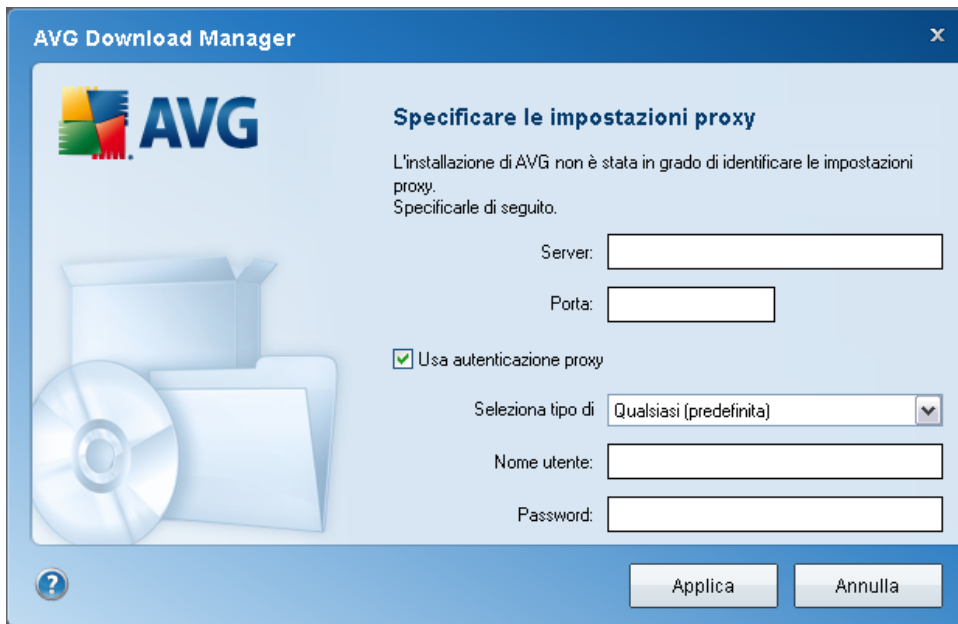 AVG Download Manager
x
AVG
Specificare le impostazioni proxy
L'installazione di AVG non è stata in grado di identificare le impostazioni
proxy.
Specificarle di seguito.
Server:
Porta:
Usa autenticazione proxy
Seleziona tipo di
Qualsiasi (predefinita)
Nome utente:
Password:
?
Applica
Annulla